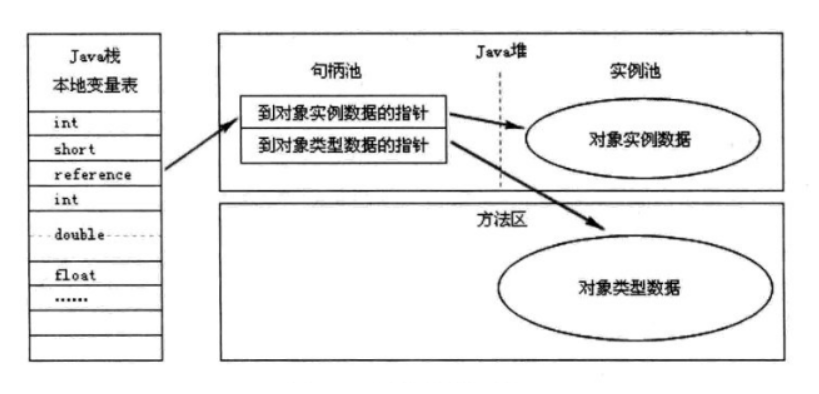 Java栈
本地变量表
int
short
reference
int
double
float
......
Java堆
句柄池
实例池
到对象实例数据的指针
到对象类型数据的指针
对象实例数据
方法区
对象类型数据